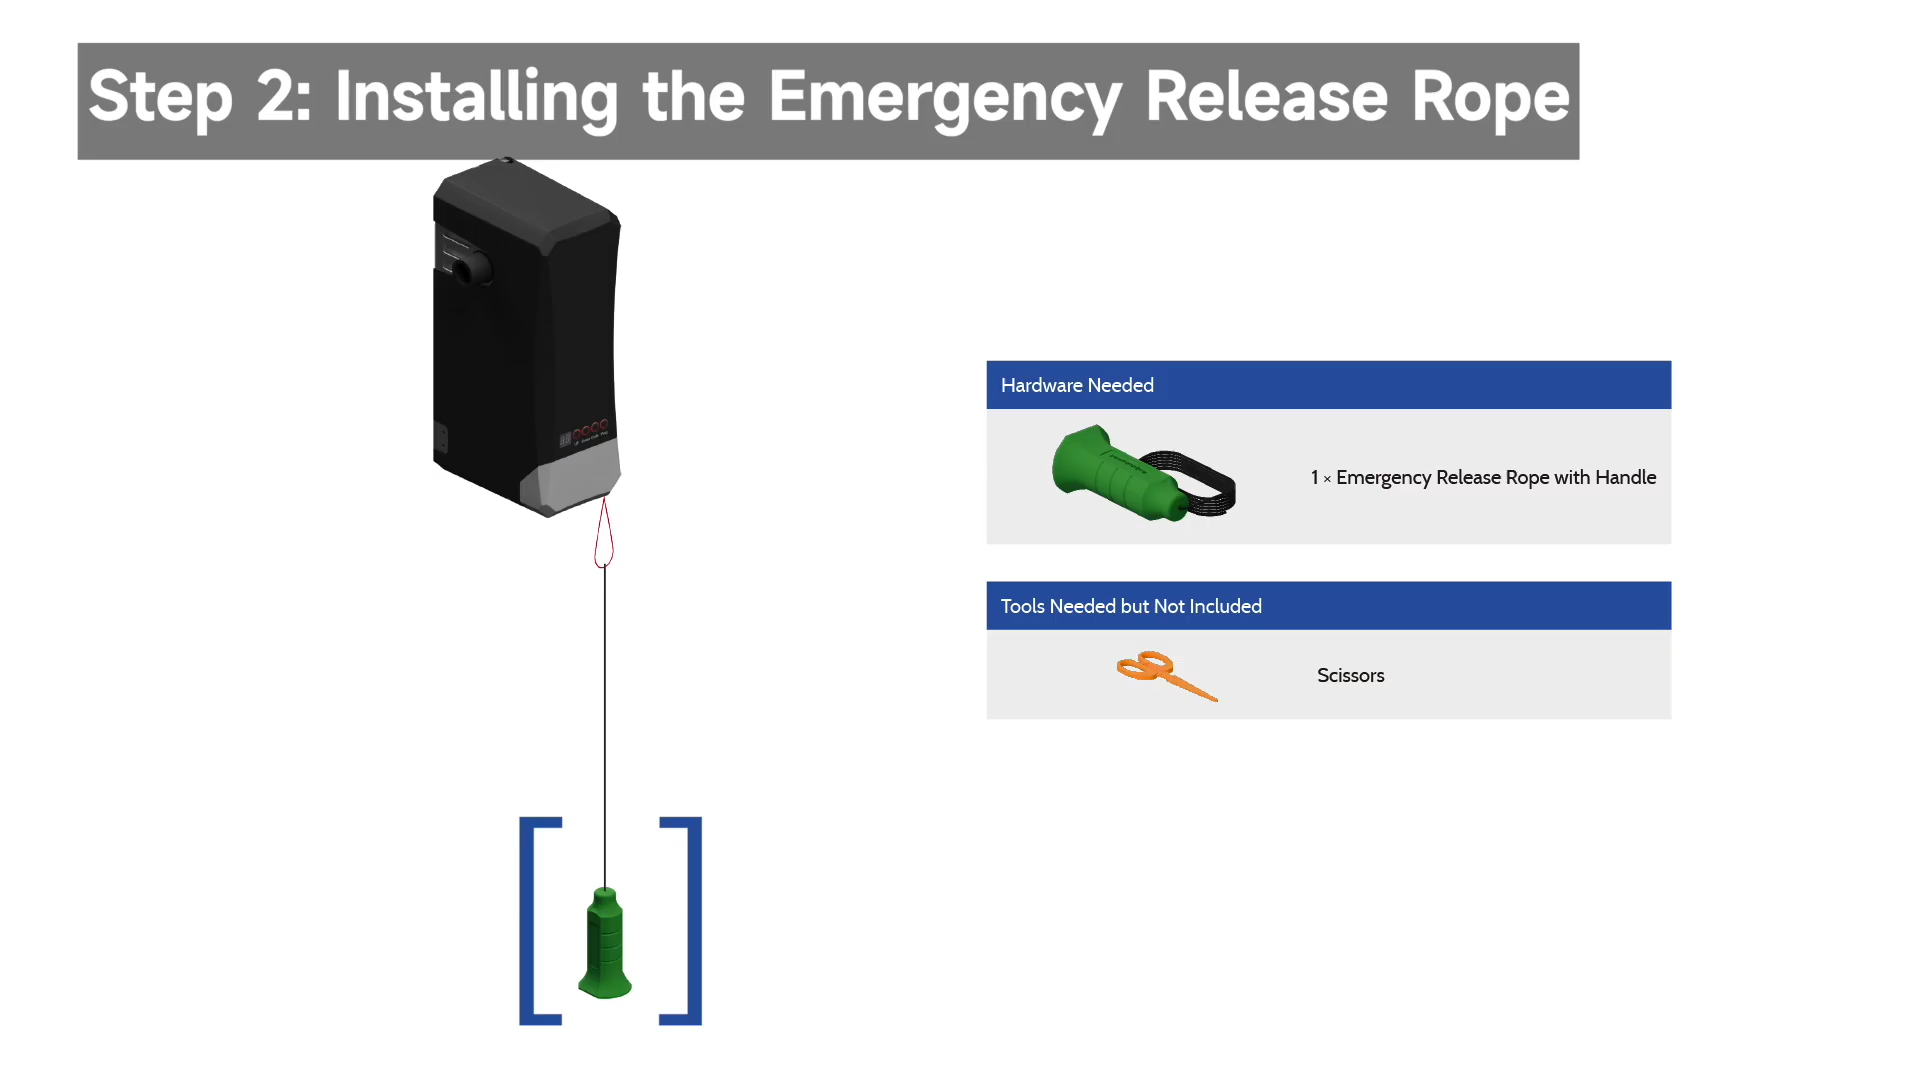 Step 2: Installing the Emergency Release Rope
Hardware Needed
1 × Emergency Release Rope with Handle
Tools Needed but Not Included
Scissors